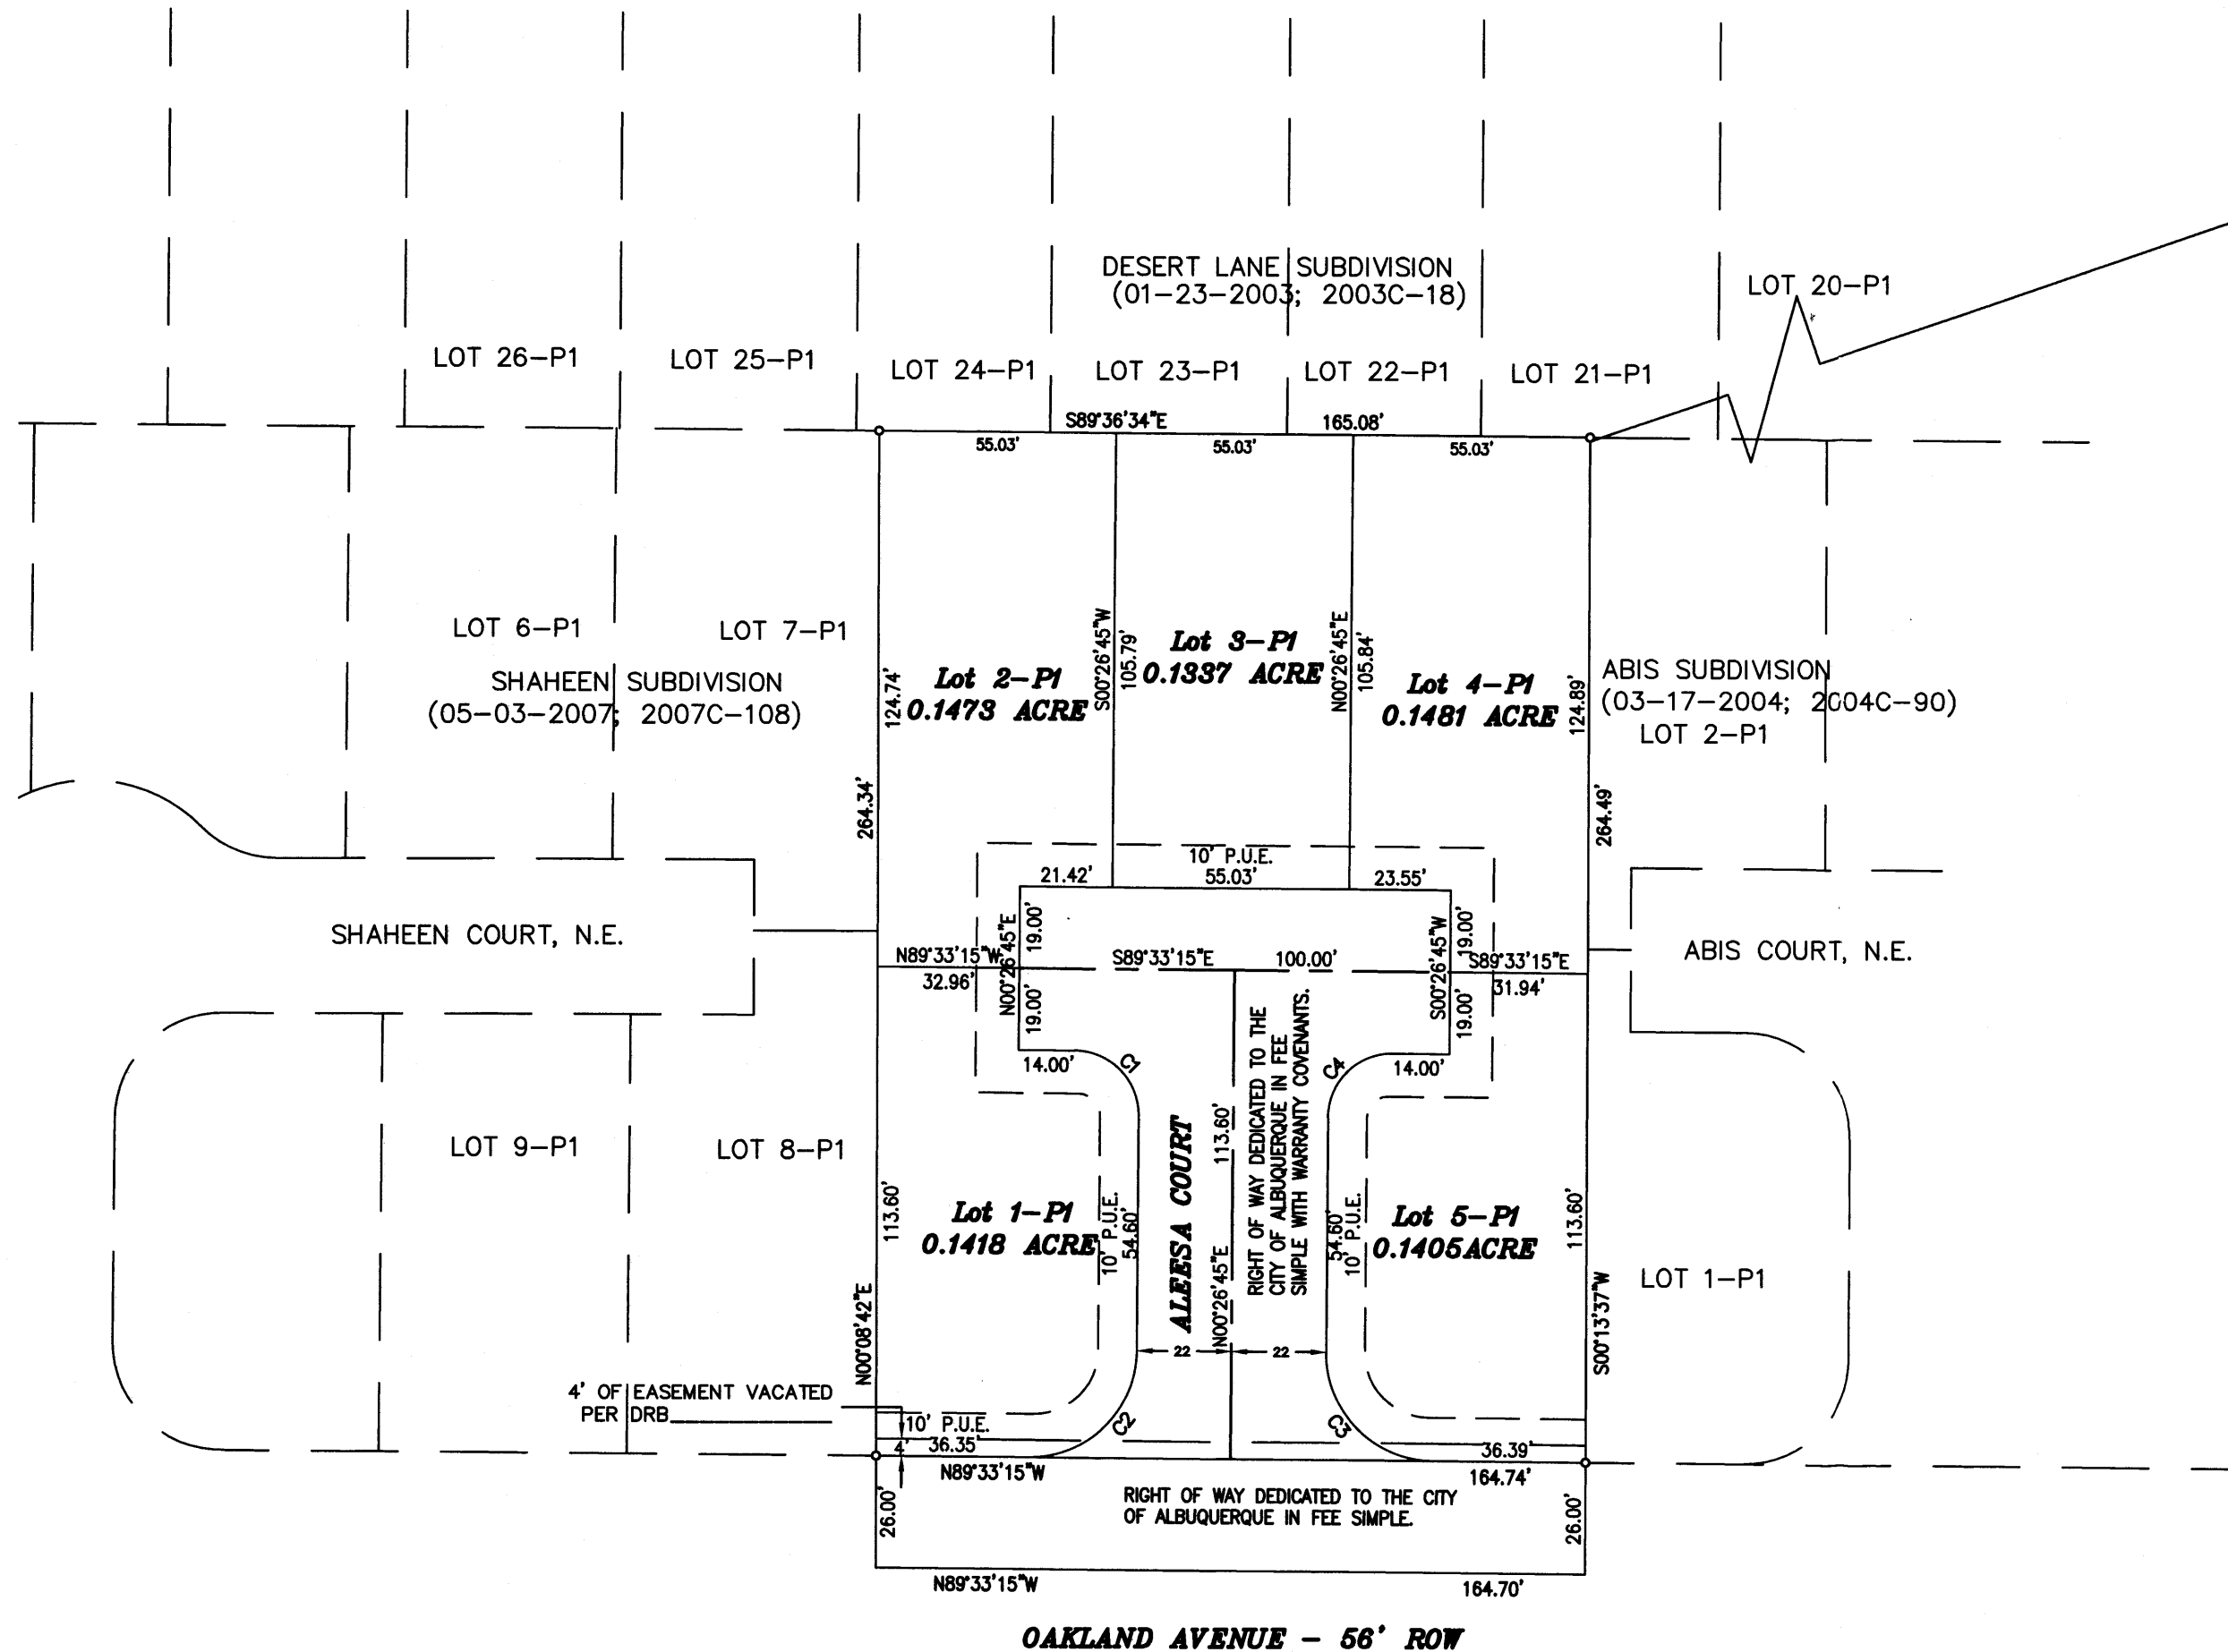 DESERT LANE SUBDIVISION
(01-23-2003; 2003C-18)
LOT 20-P1
LOT 26-P1
LOT 25-P1
LOT 24-P1
LOT 23-P1
LOT 22-P1
LOT 21-P1
S89°36'34"E
165.08'
55.03'
55.03'
55.03'
LOT 6-P1
LOT 7-P1
SHAHEEN SUBDIVISION
(05-03-2007; 2007C-108)
124.74'
264.34'
Lot 2-P1
0.1473 ACRE
S00°26'45"W
105.79'
Lot 3-P1
0.1337 ACRE
N00°26'45"E
105.84'
Lot 4-P1
0.1481 ACRE
124.89'
264.49'
ABIS SUBDIVISION
(03-17-2004; 2004C-90)
LOT 2-P1
10' P.U.E.
21.42'
55.03'
23.55'
SHAHEEN COURT, N.E.
N00°26'45"E
19.00'
S00°26'45"W
19.00'
ABIS COURT, N.E.
N89°33'15"W
32.96'
S89°33'15"E
100.00'
S89°33'15"E
31.94'
19.00'
19.00'
14.00'
C1
C4
14.00'
LOT 9-P1
LOT 8-P1
113.60'
Lot 1-P1
0.1418 ACRE
10' P.U.E.
54.60'
ALEESA COURT
113.60'
N00°26'45"E
RIGHT OF WAY DEDICATED TO THE
CITY OF ALBUQUERQUE IN FEE
SIMPLE WITH WARRANTY COVENANTS.
54.60'
10' P.U.E.
Lot 5-P1
0.1405ACRE
113.60'
LOT 1-P1
N00°08'42"E
22
22
S00°13'37"W
4' OF EASEMENT VACATED
PER DRB
10' P.U.E.
C2
C3
4'
36.35'
36.39'
N89°33'15"W
164.74'
26.00'
RIGHT OF WAY DEDICATED TO THE CITY
OF ALBUQUERQUE IN FEE SIMPLE.
26.00'
N89°33'15"W
164.70'
OAKLAND AVENUE - 56' ROW